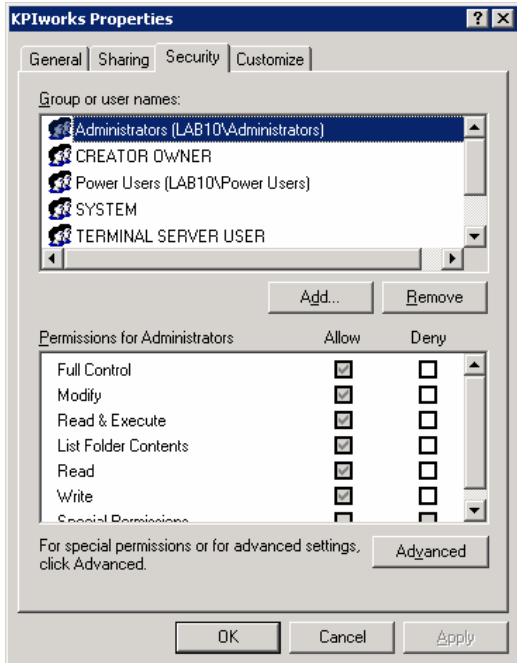 KPIworks Properties
General Sharing Security Customize
Group or user names:
Administrators (LAB10\Administrators)
CREATOR OWNER
Power Users (LAB10\Power Users)
SYSTEM
TERMINAL SERVER USER
Add... Remove
Permissions for Administrators Allow Deny
Full Control
Modify
Read & Execute
List Folder Contents
Read
Write
Special Permissions
For special permissions or for advanced settings,
click Advanced.
Advanced
OK Cancel Apply